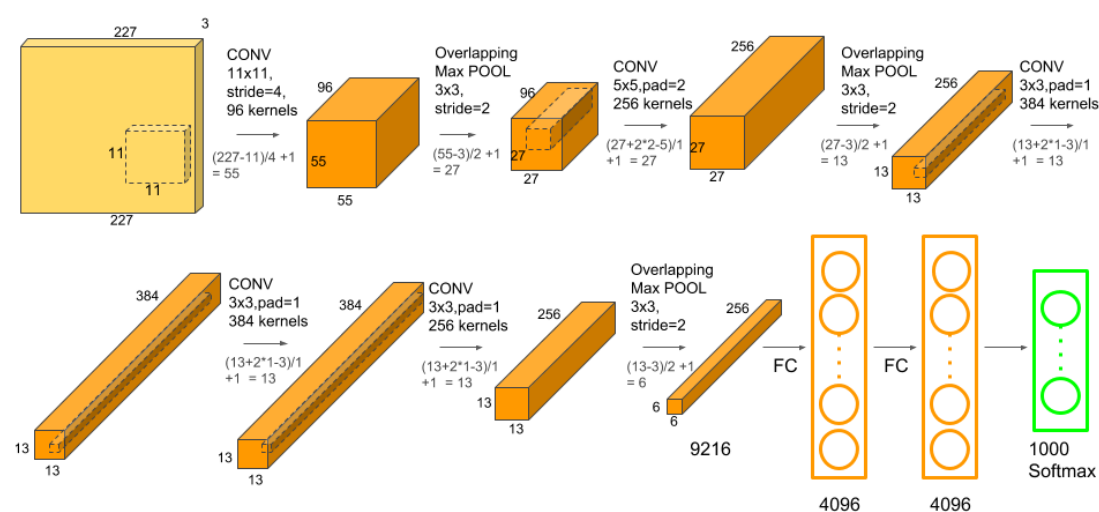 227
3
11
11
227
CONV
11x11,
stride=4,
96 kernels
(227-11)/4 +1
= 55
96
55
55
Overlapping
Max POOL
3x3,
stride=2
(55-3)/2 +1
= 27
96
27
27
CONV
5x5,pad=2
256 kernels
(27+2*2-5)/1
+1 = 27
256
27
27
Overlapping
Max POOL
3x3,
stride=2
(27-3)/2 +1
= 13
256
13
13
CONV
3x3,pad=1
384 kernels
(13+2*1-3)/1
+1 = 13
384
13
13
CONV
3x3,pad=1
384 kernels
(13+2*1-3)/1
+1 = 13
384
13
13
CONV
3x3,pad=1
256 kernels
(13+2*1-3)/1
+1 = 13
256
13
13
Overlapping
Max POOL
3x3,
stride=2
(13-3)/2 +1
= 6
256
6
6
9216
FC
4096
FC
4096
1000
Softmax